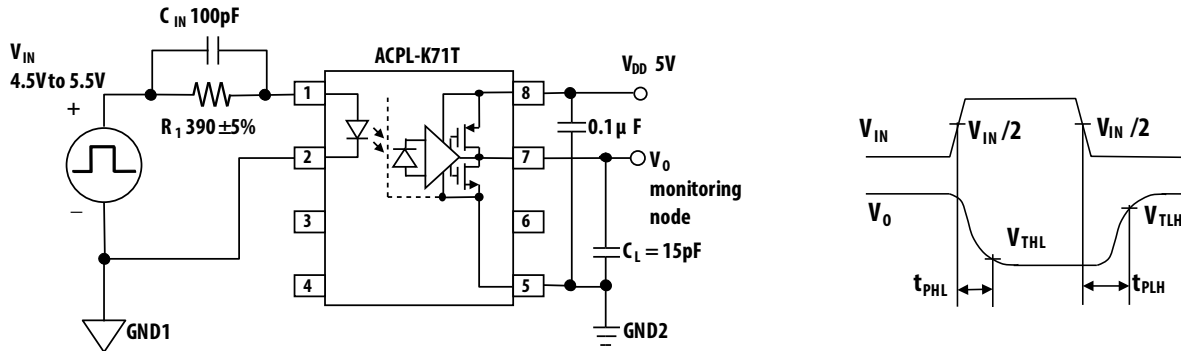 C IN 100pF
V IN
4.5V to 5.5V
+
R 1 390 ±5%
–
GND1
ACPL-K71T
1
2
3
4
8
7
6
5
V DD 5V
0.1µ F
V O
monitoring
node
C L = 15pF
GND2
V IN
V IN /2
V IN /2
V O
V THL
V TLH
t PHL
t PLH